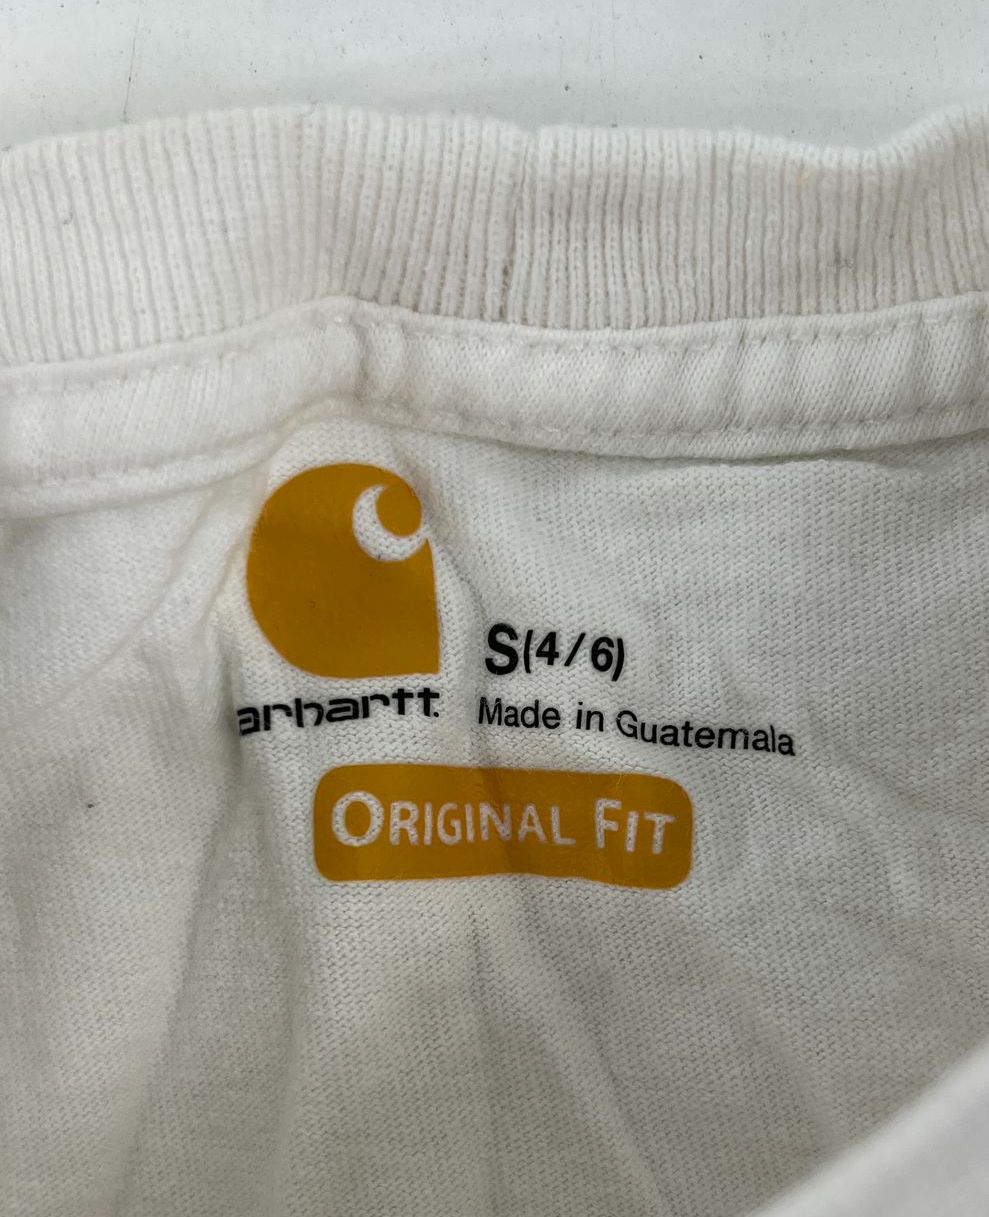 arhartt.
S(4/6)
Made in Guatemala
ORIGINAL FIT